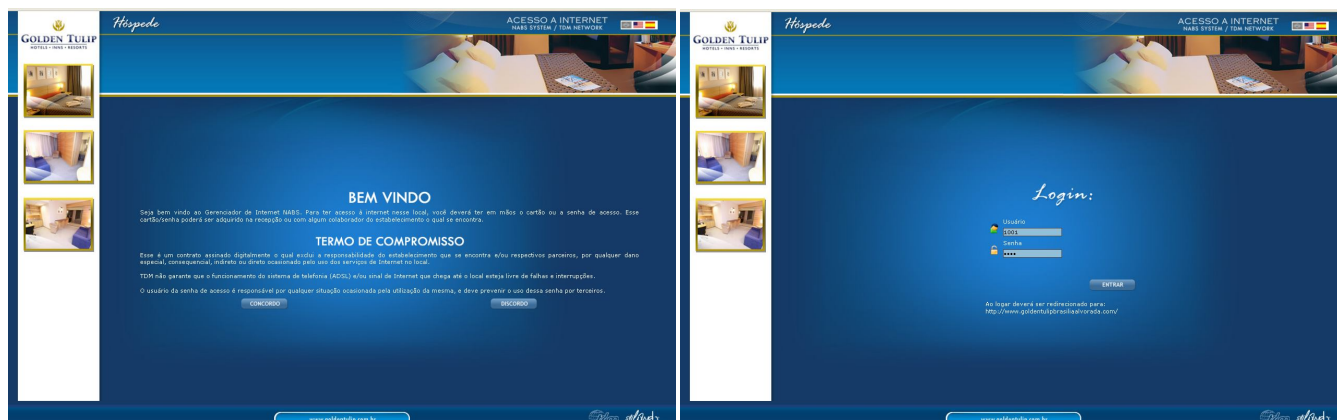 GOLDEN TULIP
HOTELS • INNS • RESORTS
Hóspede
ACESSO A INTERNET
NABS SYSTEM / TDM NETWORK
BEM VINDO
Seja bem vindo ao Gerenciador de Internet NABS. Para ter acesso à internet nesse local, você deverá ter em mãos o cartão ou a senha de acesso. Esse
cartão/senha poderá ser adquirido na recepção ou com algum colaborador do estabelecimento o qual se encontra.
TERMO DE COMPROMISSO
Esse é um contrato assinado digitalmente o qual exclui a responsabilidade do estabelecimento que se encontra e/ou respectivos parceiros, por qualquer dano
especial, consequencial, indireto ou direto ocasionado pelo uso dos serviços de Internet no local.
TDM não garante que o funcionamento do sistema de telefonia (ADSL) e/ou sinal de Internet que chega até o local esteja livre de falhas e interrupções.
O usuário da senha de acesso é responsável por qualquer situação ocasionada pela utilização da mesma, e deve prevenir o uso dessa senha por terceiros.
CONCORDO
DISCORDO
www.goldentulip.com.br
GOLDEN TULIP
HOTELS • INNS • RESORTS
Hóspede
ACESSO A INTERNET
NABS SYSTEM / TDM NETWORK
Login:
Usuário
1001
Senha
••••
ENTRAR
Ao logar deverá ser redirecionado para:
http://www.goldentulipbrasiliaalvorada.com/
www.goldentulip.com.br